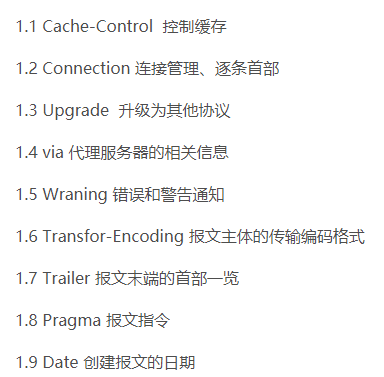 1.1 Cache-Control  控制缓存
1.2 Connection 连接管理、逐条首部
1.3 Upgrade  升级为其他协议
1.4 via 代理服务器的相关信息
1.5 Wraning 错误和警告通知
1.6 Transfor-Encoding 报文主体的传输编码格式
1.7 Trailer 报文末端的首部一览
1.8 Pragma 报文指令
1.9 Date 创建报文的日期